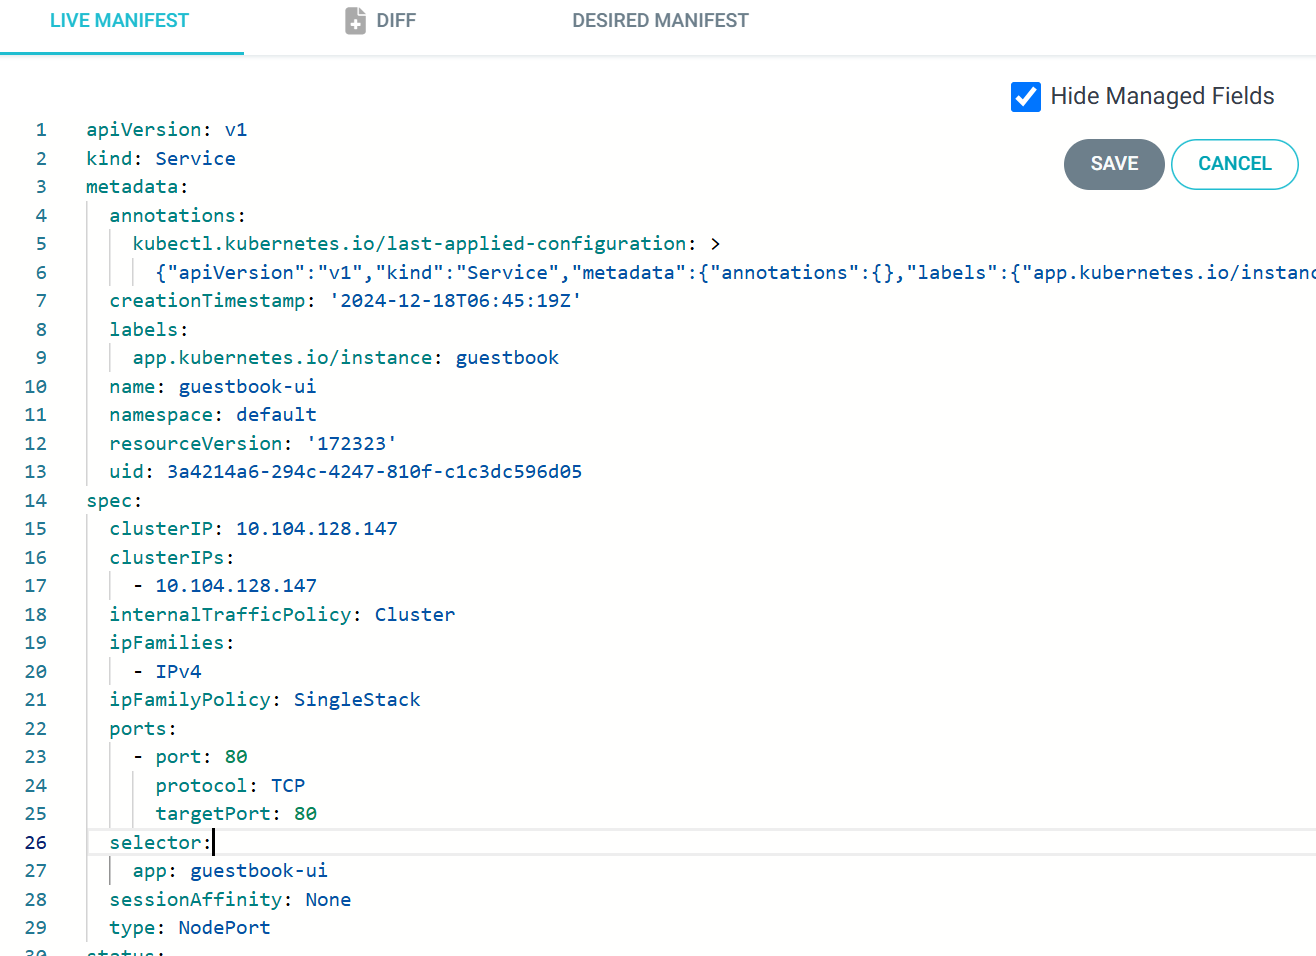 LIVE MANIFEST DIFF DESIRED MANIFEST
Hide Managed Fields
SAVE CANCEL
1 apiVersion: v1
2 kind: Service
3 metadata:
4 annotations:
5 kubectl.kubernetes.io/last-applied-configuration: >
6 {"apiVersion":"v1","kind":"Service","metadata":{"annotations":{},"labels":{"app.kubernetes.io/instanc
7 creationTimestamp: '2024-12-18T06:45:19Z'
8 labels:
9 app.kubernetes.io/instance: guestbook
10 name: guestbook-ui
11 namespace: default
12 resourceVersion: '172323'
13 uid: 3a4214a6-294c-4247-810f-c1c3dc596d05
14 spec:
15 clusterIP: 10.104.128.147
16 clusterIPs:
17 - 10.104.128.147
18 internalTrafficPolicy: Cluster
19 ipFamilies:
20 - IPv4
21 ipFamilyPolicy: SingleStack
22 ports:
23 - port: 80
24 protocol: TCP
25 targetPort: 80
26 selector:
27 app: guestbook-ui
28 sessionAffinity: None
29 type: NodePort
30 status: